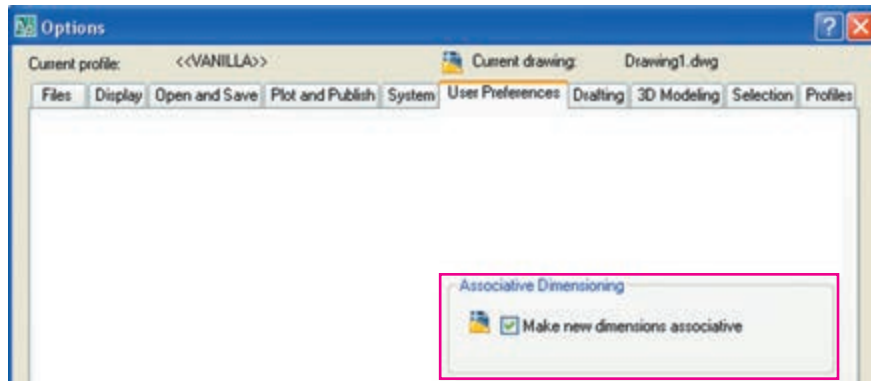 Options
Current profile: <<VANILLA>> Current drawing: Drawing1.dwg
Files Display Open and Save Plot and Publish System User Preferences Drafting 3D Modeling Selection Profiles
Associative Dimensioning
Make new dimensions associative